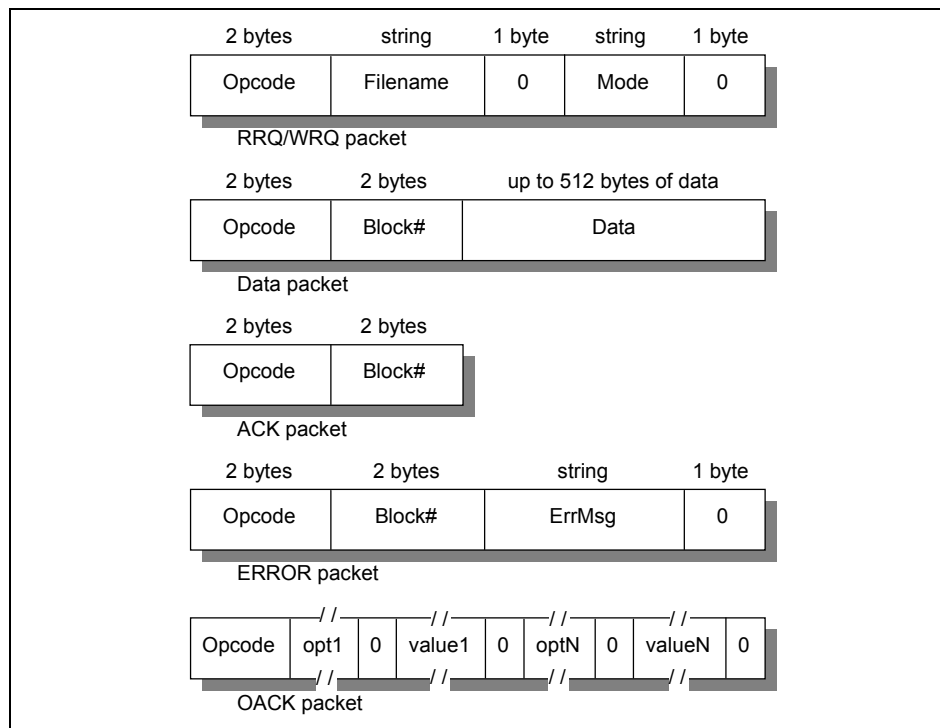 2 bytes string 1 byte string 1 byte
Opcode Filename 0 Mode 0
RRQ/WRQ packet
2 bytes 2 bytes up to 512 bytes of data
Opcode Block# Data
Data packet
2 bytes 2 bytes
Opcode Block#
ACK packet
2 bytes 2 bytes string 1 byte
Opcode Block# ErrMsg 0
ERROR packet
Opcode opt1 0 value1 0 optN 0 valueN 0
OACK packet